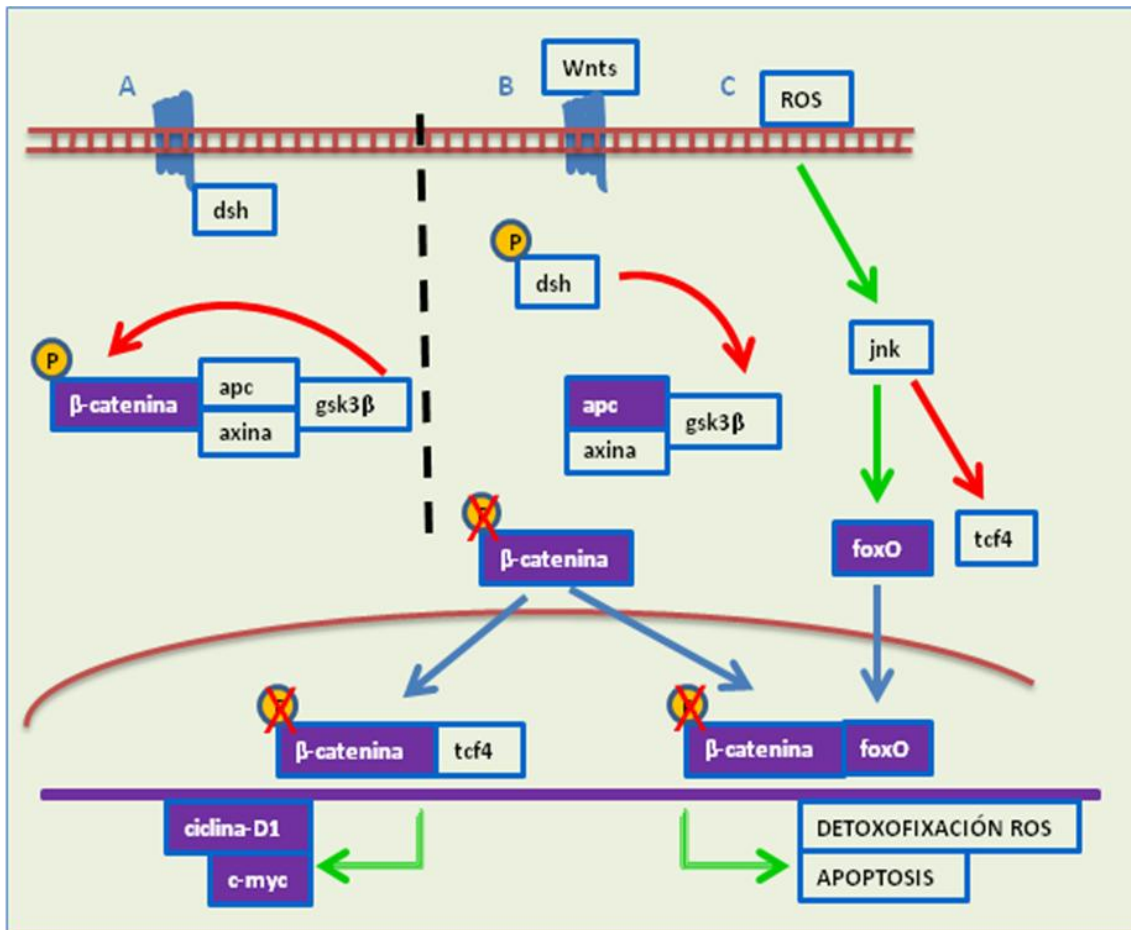 A
B
Wnts
C
ROS
dsh
P
dsh
P
β-catenina
apc
axina
gsk3β
apc
axina
gsk3β
jnk
β-catenina
foxO
tcf4
β-catenina
tcf4
β-catenina
foxO
ciclina-D1
c-myc
DETOXOFIXACIÓN ROS
APOPTOSIS